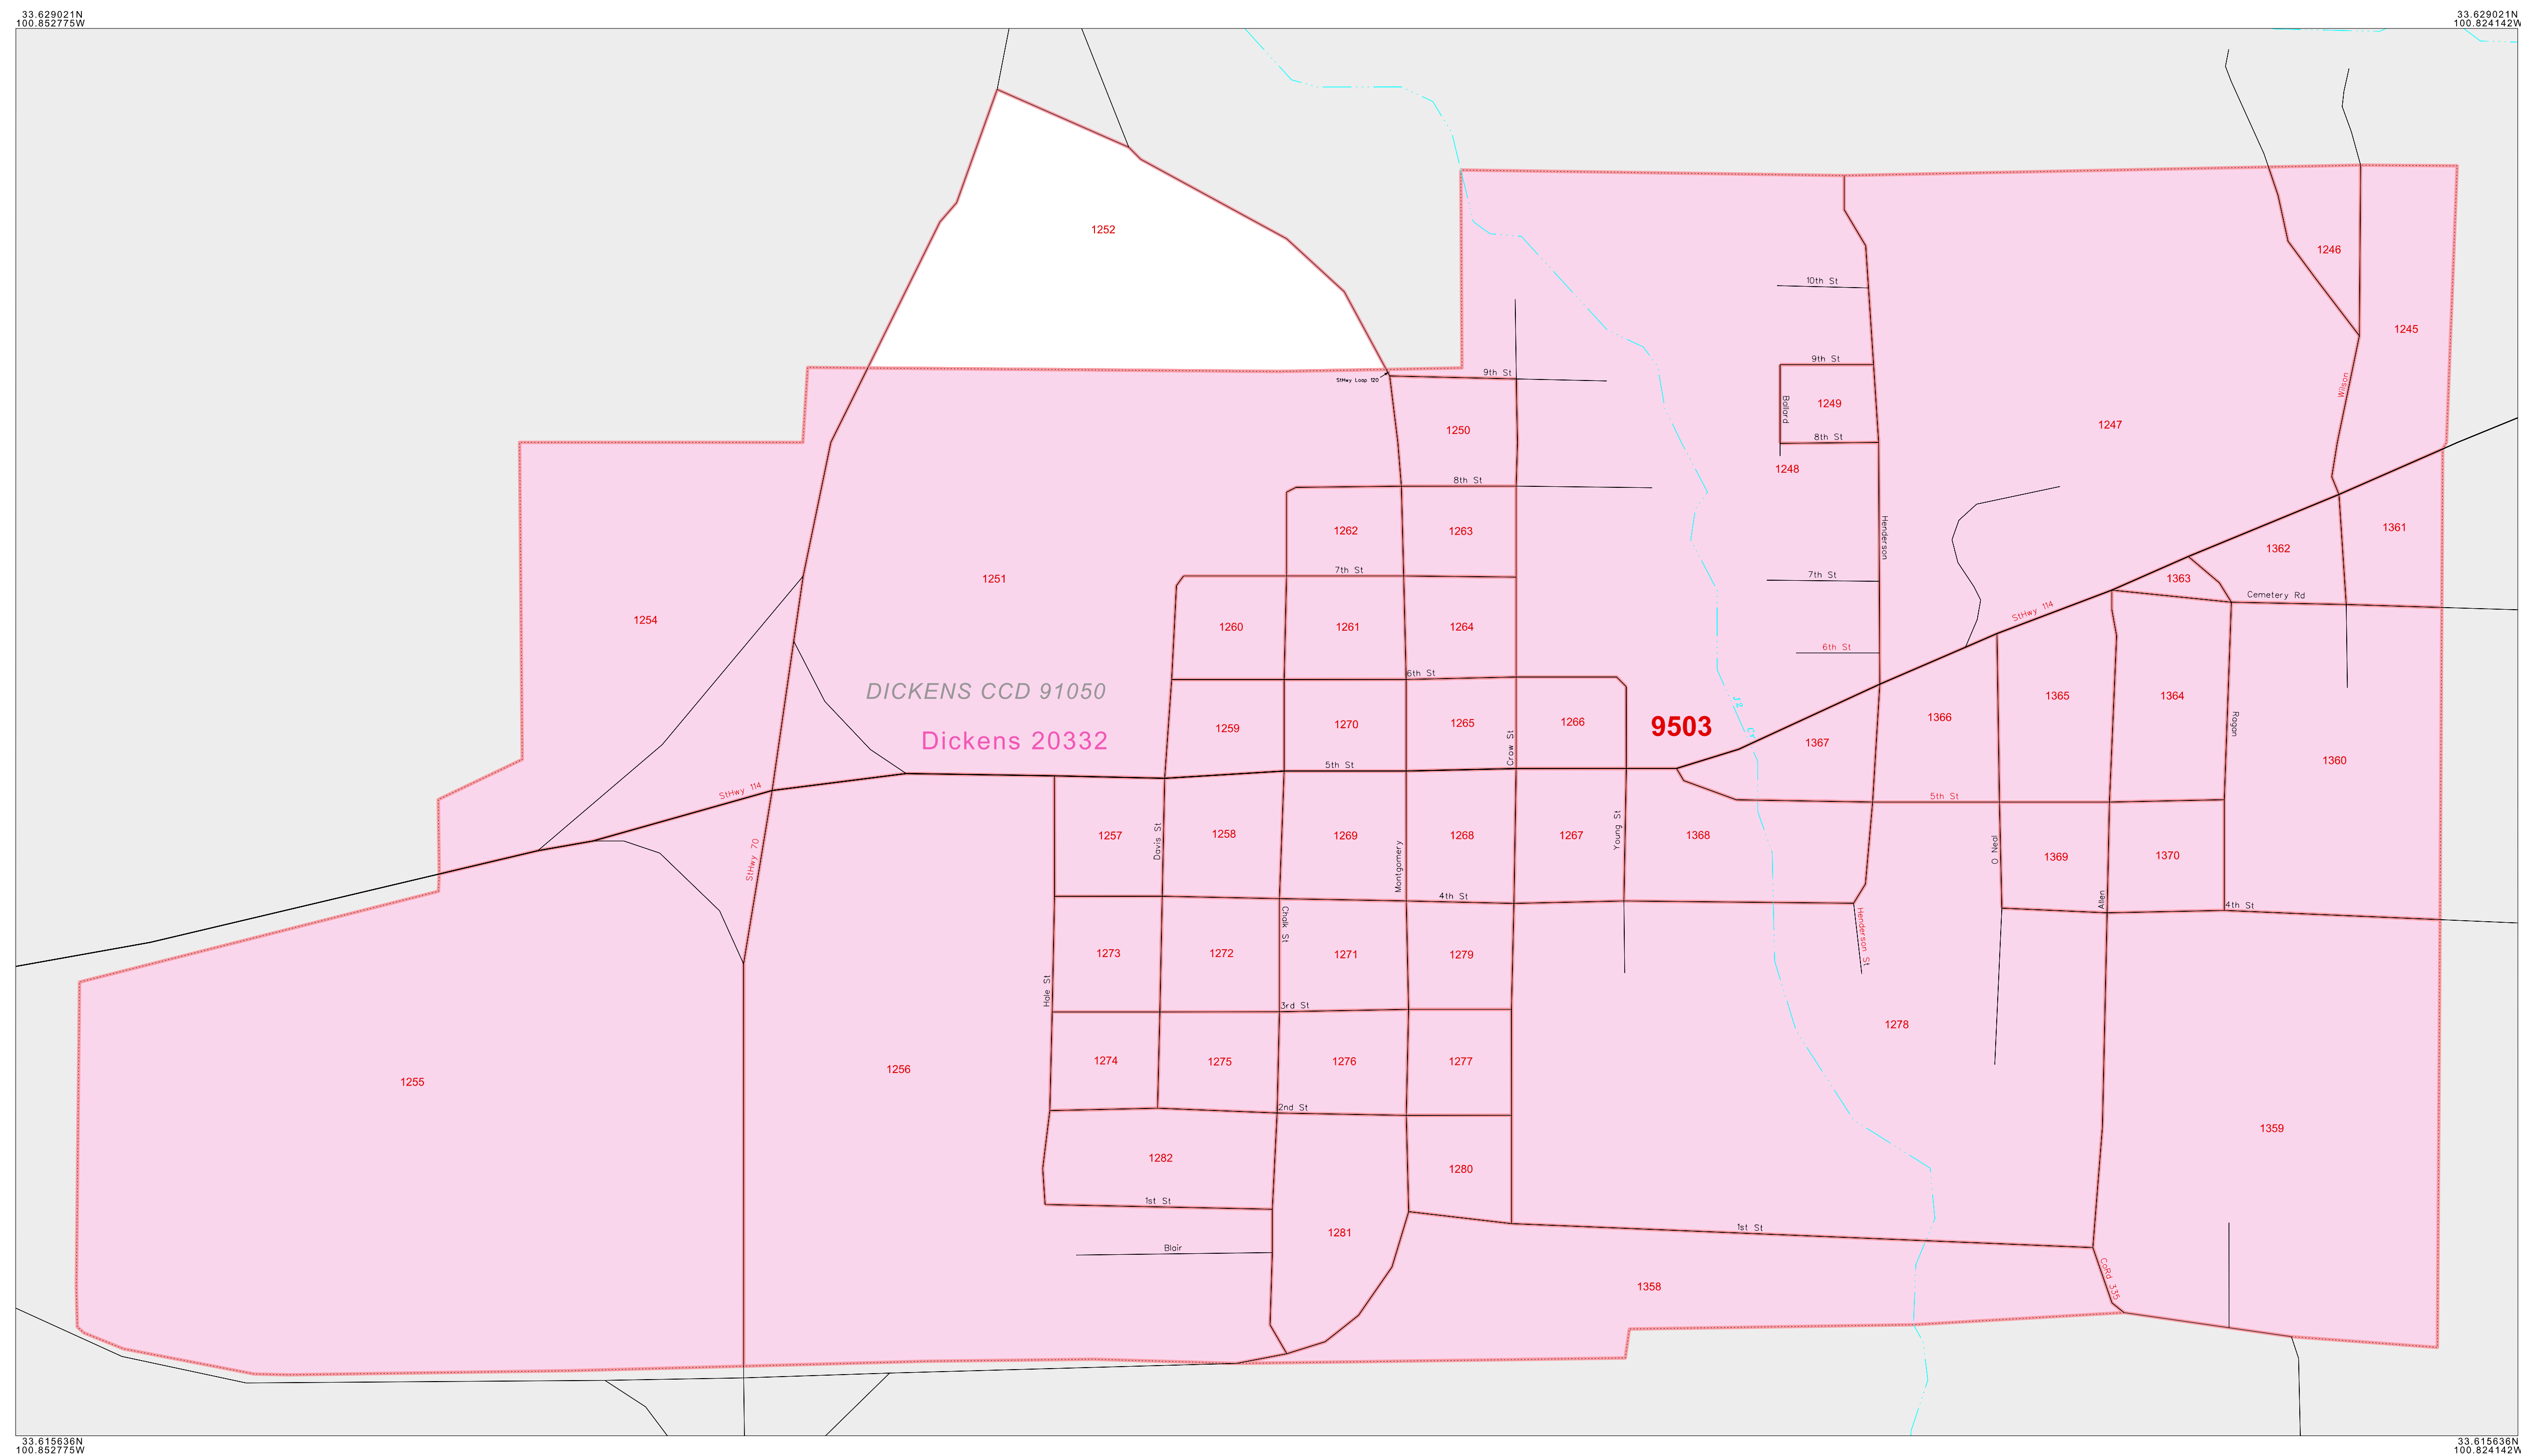 33.629021N
100.852775W
33.629021N
100.824142W
1252
1246
10th St
1245
9th St
StHwy Loop 120
9th St
Wilson
Ballard
1249
1247
1250
8th St
1248
8th St
1262
1263
Henderson
1361
1362
7th St
7th St
1363
1251
Cemetery Rd
StHwy 114
1254
1260
1261
1264
6th St
6th St
DICKENS CCD 91050
1365
1364
1366
Ragan
1259
1270
1265
1266
9503
Crow St
Dickens 20332
1367
1360
5th St
StHwy 114
5th St
1257
1258
1269
1268
1267
1368
Young St
Davis St
StHwy 70
Montgomery
O Neal
1369
1370
4th St
Allen
4th St
Chalk St
Henderson St
1273
1272
1271
1279
Hale St
3rd St
1278
1255
1256
1274
1275
1276
1277
2nd St
1359
1282
1280
1st St
1st St
1281
Blair
CoRd 335
1358
33.615636N
100.852775W
33.615636N
100.824142W